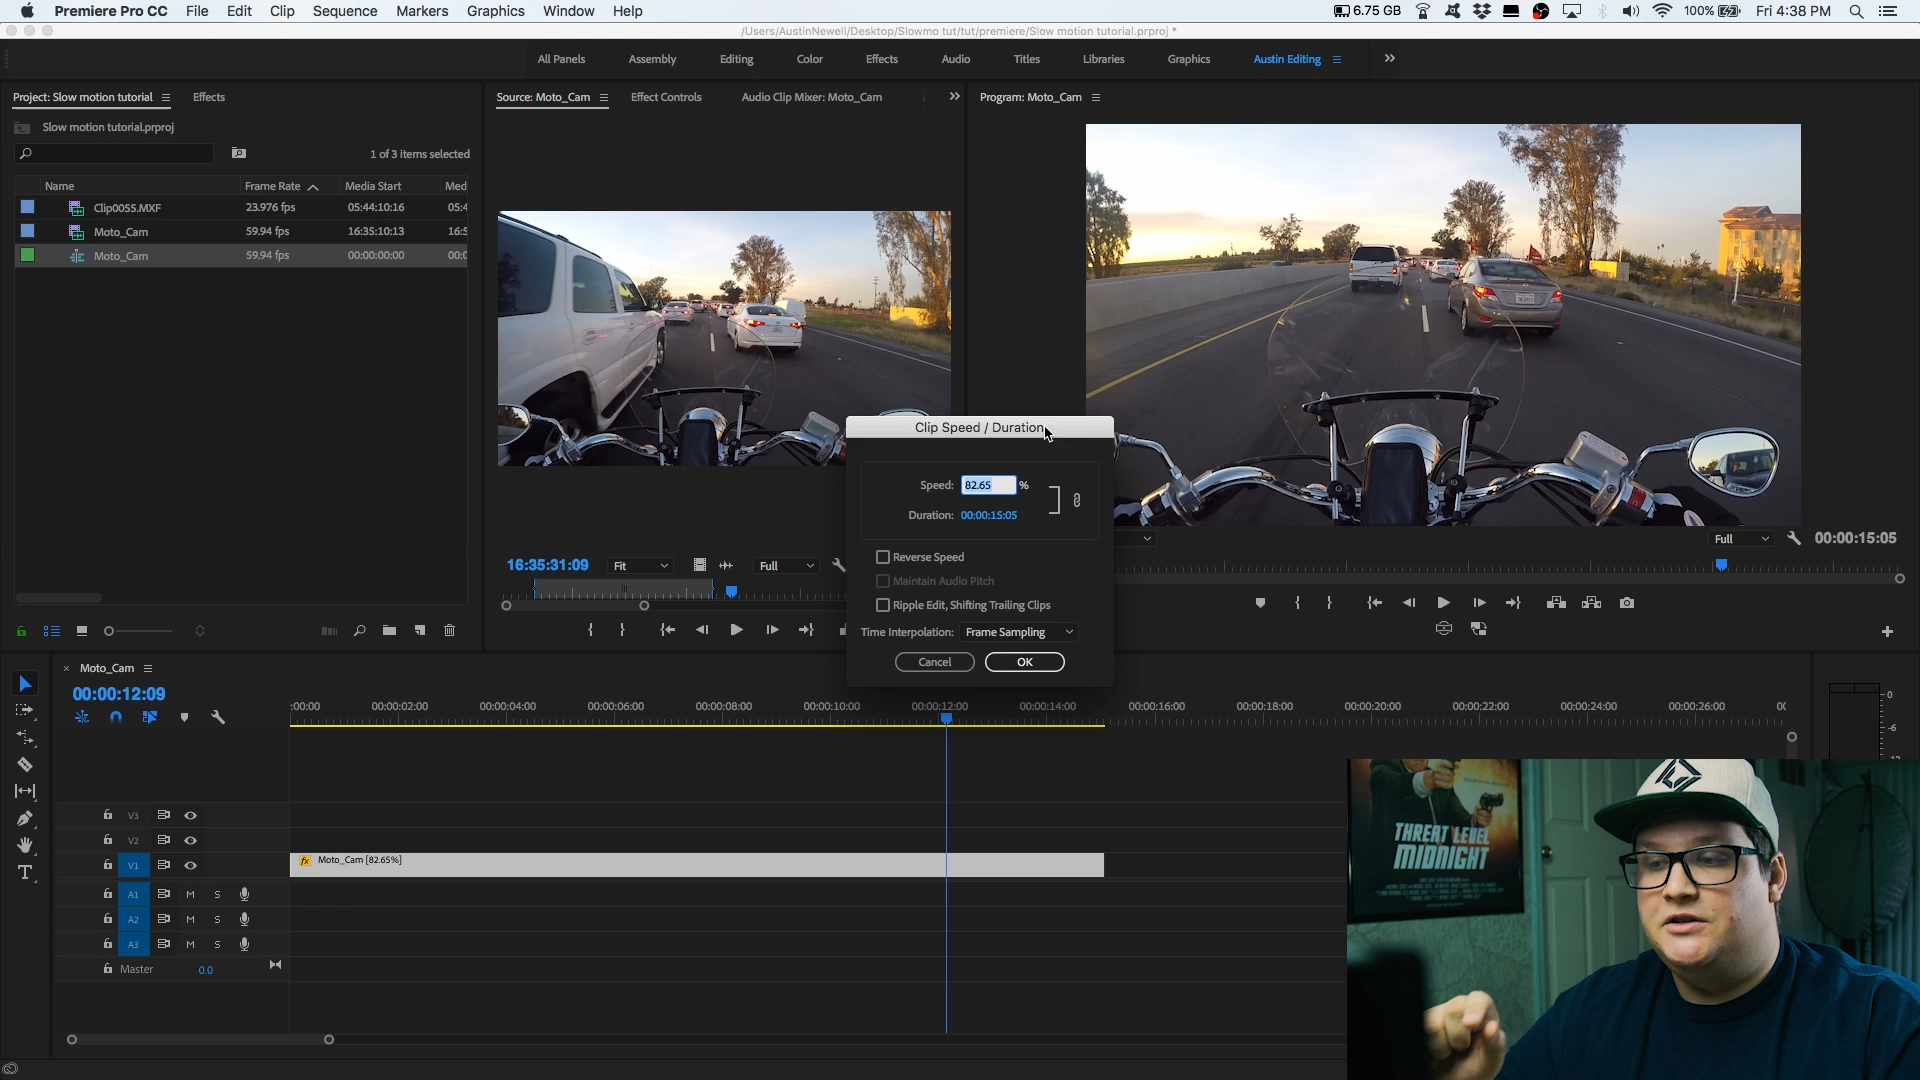 Premiere Pro CC File Edit Clip Sequence Markers Graphics Window Help 6.75 GB 100% Fri 4:38 PM
/Users/AustinNewell/Desktop/Slowmo tut/tut/premiere/Slow motion tutorial.prproj *
All Panels Assembly Editing Color Effects Audio Titles Libraries Graphics Austin Editing
Project: Slow motion tutorial Effects
Slow motion tutorial.prproj
1 of 3 items selected
Name Frame Rate Media Start Med
Clip0055.MXF 23.976 fps 05:44:10:16 05:4
Moto_Cam 59.94 fps 16:35:10:13 16:5
Moto_Cam 59.94 fps 00:00:00:00 00:0
Source: Moto_Cam Effect Controls Audio Clip Mixer: Moto_Cam
16:35:31:09 Fit Full
Program: Moto_Cam
Full 00:00:15:05
Clip Speed / Duration
Speed: 82.65 %
Duration: 00:00:15:05
Reverse Speed
Maintain Audio Pitch
Ripple Edit, Shifting Trailing Clips
Time Interpolation: Frame Sampling
Cancel OK
Moto_Cam
00:00:12:09
:00:00 00:00:02:00 00:00:04:00 00:00:06:00 00:00:08:00 00:00:10:00 00:00:12:00 00:00:14:00 00:00:16:00 00:00:18:00 00:00:20:00 00:00:22:00 00:00:24:00 00:00:26:00 00
V3
V2
V1 fx Moto_Cam [82.65%]
A1 M S
A2 M S
A3 M S
Master 0.0
0
-6
THREAT LEVEL
MIDNIGHT